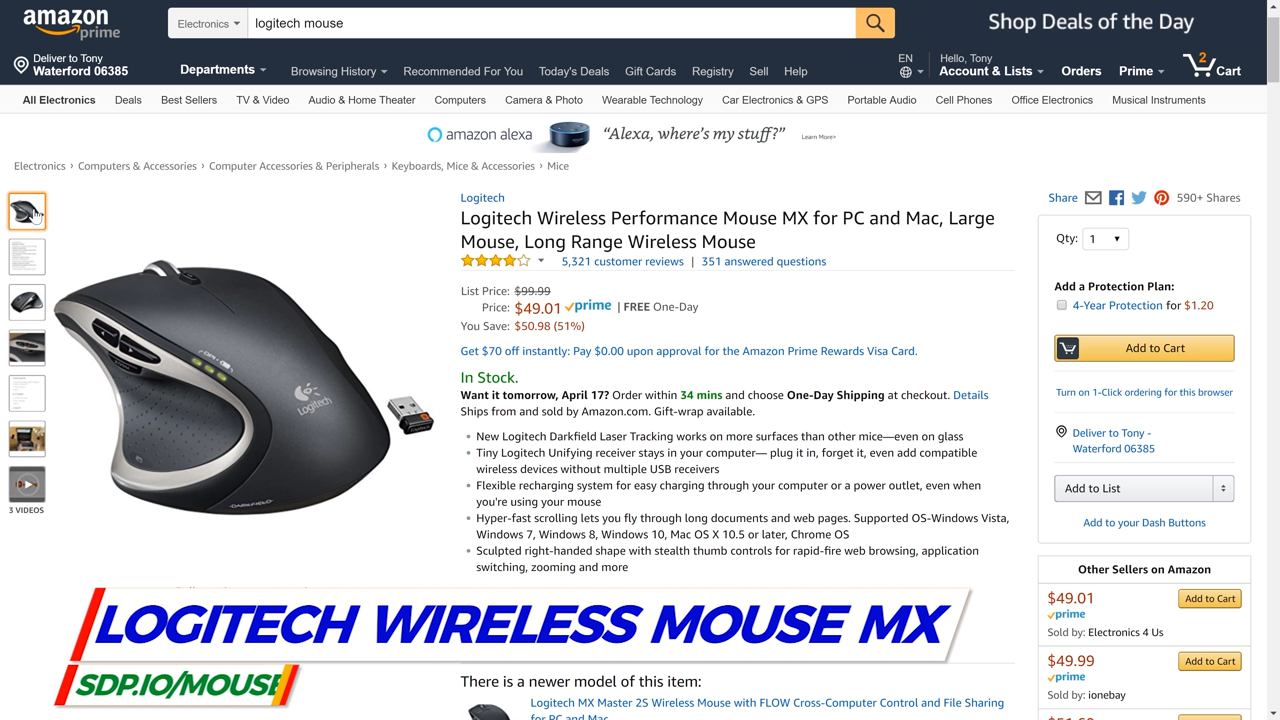 amazon
prime
Electronics
logitech mouse
Shop Deals of the Day
Deliver to Tony
Waterford 06385
Departments
Browsing History
Recommended For You
Today's Deals
Gift Cards
Registry
Sell
Help
EN
Hello, Tony
Account & Lists
Orders
Prime
2
Cart
All Electronics
Deals
Best Sellers
TV & Video
Audio & Home Theater
Computers
Camera & Photo
Wearable Technology
Car Electronics & GPS
Portable Audio
Cell Phones
Office Electronics
Musical Instruments
amazon alexa
“Alexa, where’s my stuff?”
Learn More>
Electronics › Computers & Accessories › Computer Accessories & Peripherals › Keyboards, Mice & Accessories › Mice
3 VIDEOS
Logitech
DARKFIELD
Logitech
Logitech Wireless Performance Mouse MX for PC and Mac, Large
Mouse, Long Range Wireless Mouse
5,321 customer reviews | 351 answered questions
List Price: $99.99
Price: $49.01 prime | FREE One-Day
You Save: $50.98 (51%)
Get $70 off instantly: Pay $0.00 upon approval for the Amazon Prime Rewards Visa Card.
In Stock.
Want it tomorrow, April 17? Order within 34 mins and choose One-Day Shipping at checkout. Details
Ships from and sold by Amazon.com. Gift-wrap available.
New Logitech Darkfield Laser Tracking works on more surfaces than other mice—even on glass
Tiny Logitech Unifying receiver stays in your computer— plug it in, forget it, even add compatible
wireless devices without multiple USB receivers
Flexible recharging system for easy charging through your computer or a power outlet, even when
you're using your mouse
Hyper-fast scrolling lets you fly through long documents and web pages. Supported OS-Windows Vista,
Windows 7, Windows 8, Windows 10, Mac OS X 10.5 or later, Chrome OS
Sculpted right-handed shape with stealth thumb controls for rapid-fire web browsing, application
switching, zooming and more
LOGITECH WIRELESS MOUSE MX
SDP.IO/MOUSE
There is a newer model of this item:
Logitech MX Master 2S Wireless Mouse with FLOW Cross-Computer Control and File Sharing
for PC and Mac
Share
590+ Shares
Qty: 1
Add a Protection Plan:
4-Year Protection for $1.20
Add to Cart
Turn on 1-Click ordering for this browser
Deliver to Tony -
Waterford 06385
Add to List
Add to your Dash Buttons
Other Sellers on Amazon
$49.01
Add to Cart
prime
Sold by: Electronics 4 Us
$49.99
Add to Cart
prime
Sold by: ionebay